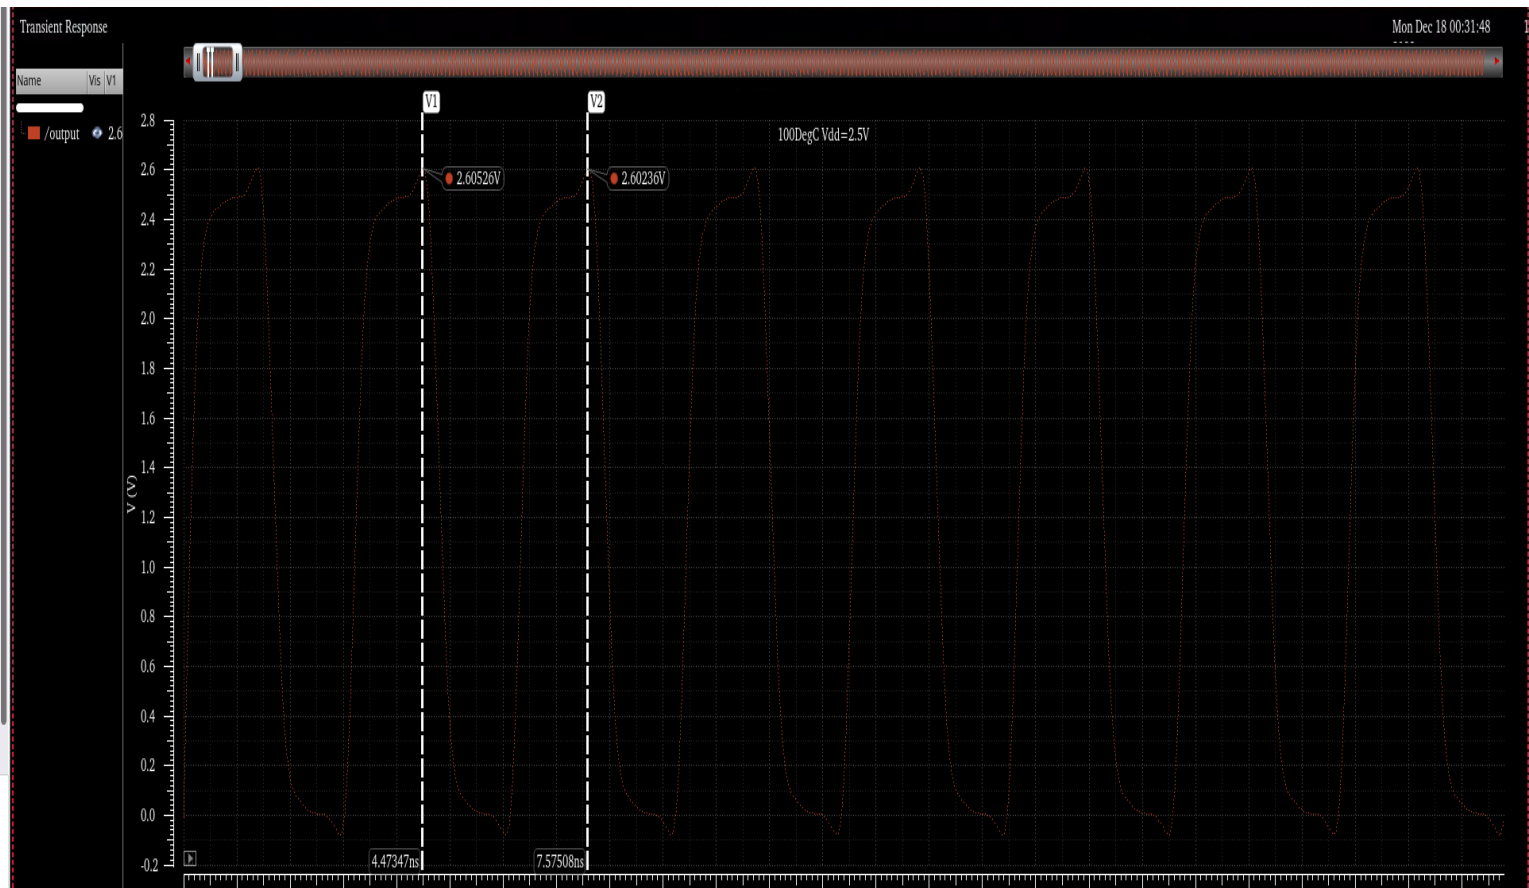 Transient Response
Mon Dec 18 00:31:48
Name Vis V1
/output 2.6
V1
V2
100DegC Vdd=2.5V
2.60526V
2.60236V
2.8
2.6
2.4
2.2
2.0
1.8
1.6
1.4
1.2
1.0
0.8
0.6
0.4
0.2
0.0
-0.2
V (V)
4.47347ns
7.57508ns